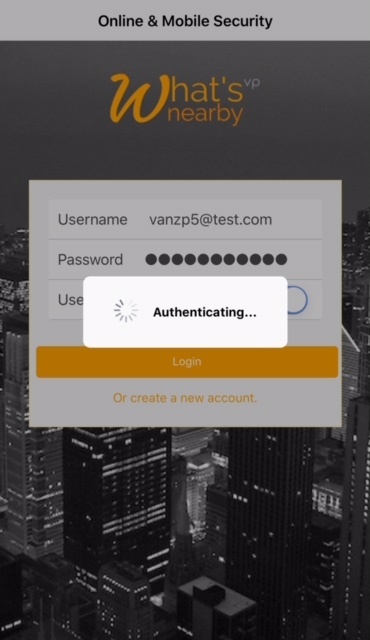 Online & Mobile Security
What's vp
nearby
Username vanzp5@test.com
Password ●●●●●●●●●●●
Use
Authenticating...
Login
Or create a new account.